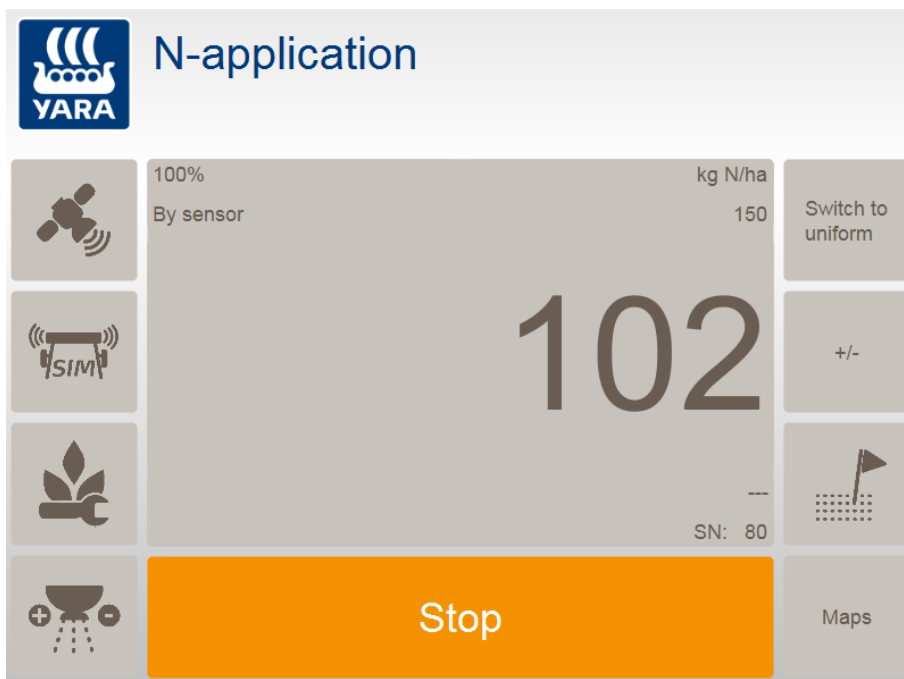 YARA
N-application
100%
kg N/ha
By sensor
150
Switch to
uniform
102
SIM
+/-
---
SN: 80
Stop
Maps